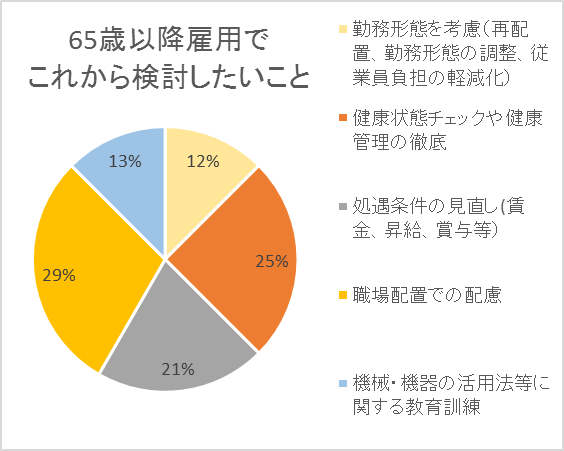 65歳以降雇用で
これから検討したいこと
12%
25%
21%
29%
13%
勤務形態を考慮(再配
置、勤務形態の調整、従
業員負担の軽減化)
健康状態チェックや健康
管理の徹底
処遇条件の見直し(賃
金、昇給、賞与等)
職場配置での配慮
機械・機器の活用法等に
関する教育訓練